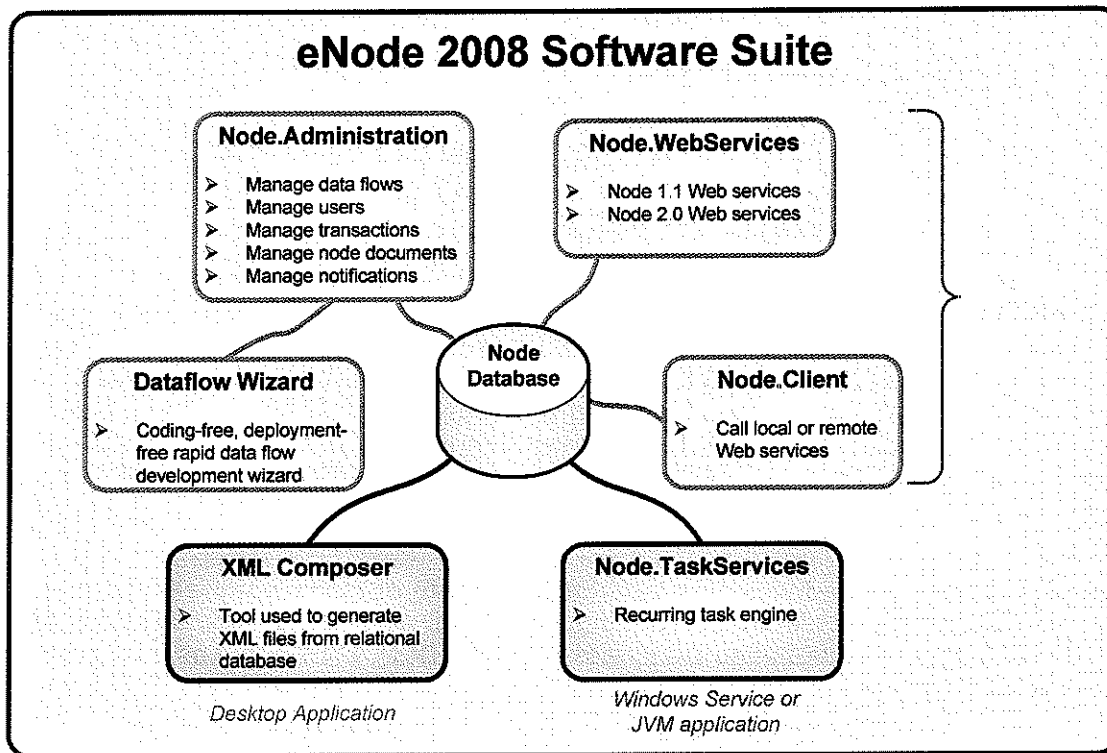 eNode 2008 Software Suite
Node.Administration
➢ Manage data flows
➢ Manage users
➢ Manage transactions
➢ Manage node documents
➢ Manage notifications
Node.WebServices
➢ Node 1.1 Web services
➢ Node 2.0 Web services
Node
Database
Dataflow Wizard
➢ Coding-free, deployment-
free rapid data flow
development wizard
Node.Client
➢ Call local or remote
Web services
XML Composer
➢ Tool used to generate
XML files from relational
database
Node.TaskServices
➢ Recurring task engine
Desktop Application
Windows Service or
JVM application